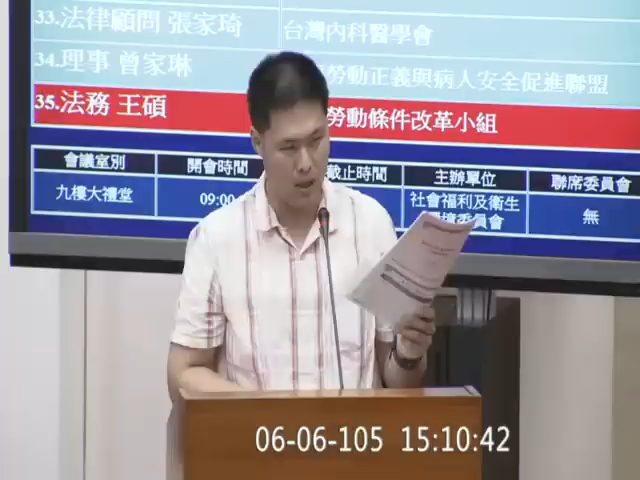 33.法律顧問 張家琦 台灣內科醫學會
34.理事 曾家琳 勞動正義與病人安全促進聯盟
35.法務 王碩 勞動條件改革小組
會議室別 開會時間 截止時間 主辦單位 聯席委員會
九樓大禮堂 09:00 社會福利及衛生 無
境委員會
06-06-105 15:10:42